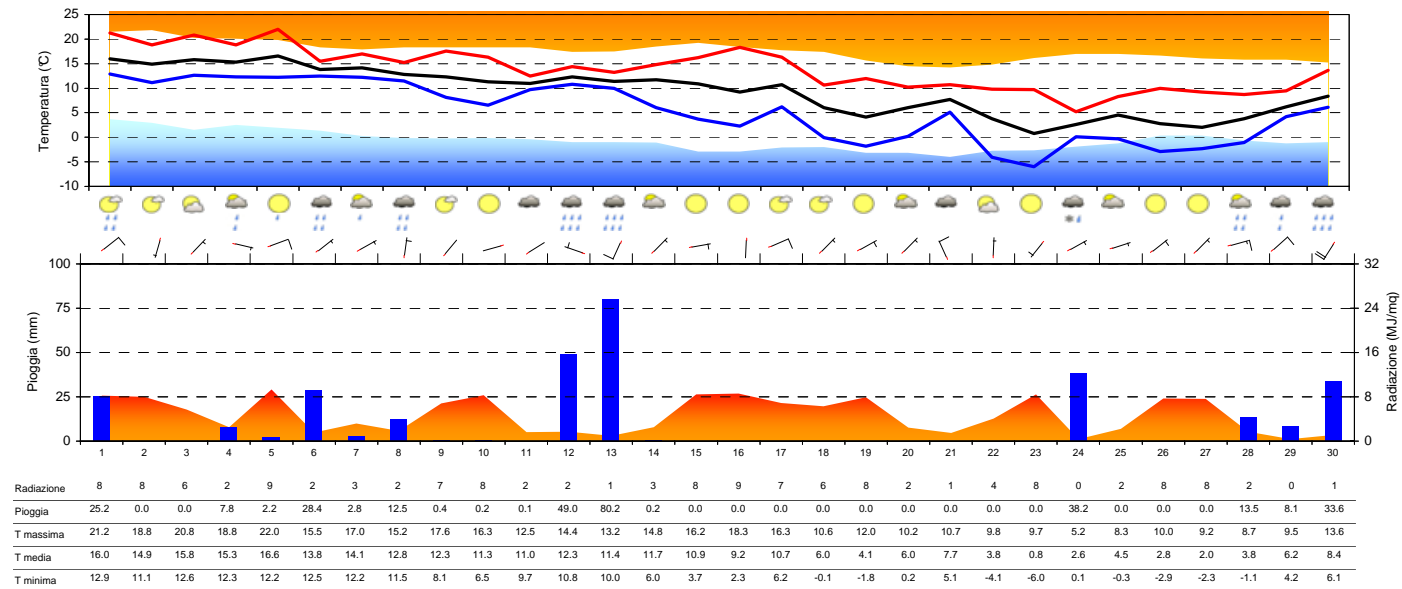 Temperatura (°C)
25
20
15
10
5
0
-5
-10
Pioggia (mm)
100
75
50
25
0
Radiazione (MJ/mq)
32
24
16
8
0
1 2 3 4 5 6 7 8 9 10 11 12 13 14 15 16 17 18 19 20 21 22 23 24 25 26 27 28 29 30
Radiazione 8 8 6 2 9 2 3 2 7 8 2 2 1 3 8 9 7 6 8 2 1 4 8 0 2 8 8 2 0 1
Pioggia 25.2 0.0 0.0 7.8 2.2 28.4 2.8 12.5 0.4 0.2 0.1 49.0 80.2 0.2 0.0 0.0 0.0 0.0 0.0 0.0 0.0 0.0 0.0 38.2 0.0 0.0 0.0 13.5 8.1 33.6
T massima 21.2 18.8 20.8 18.8 22.0 15.5 17.0 15.2 17.6 16.3 12.5 14.4 13.2 14.8 16.2 18.3 16.3 10.6 12.0 10.2 10.7 9.8 9.7 5.2 8.3 10.0 9.2 8.7 9.5 13.6
T media 16.0 14.9 15.8 15.3 16.6 13.8 14.1 12.8 12.3 11.3 11.0 12.3 11.4 11.7 10.9 9.2 10.7 6.0 4.1 6.0 7.7 3.8 0.8 2.6 4.5 2.8 2.0 3.8 6.2 8.4
T minima 12.9 11.1 12.6 12.3 12.2 12.5 12.2 11.5 8.1 6.5 9.7 10.8 10.0 6.0 3.7 2.3 6.2 -0.1 -1.8 0.2 5.1 -4.1 -6.0 0.1 -0.3 -2.9 -2.3 -1.1 4.2 6.1